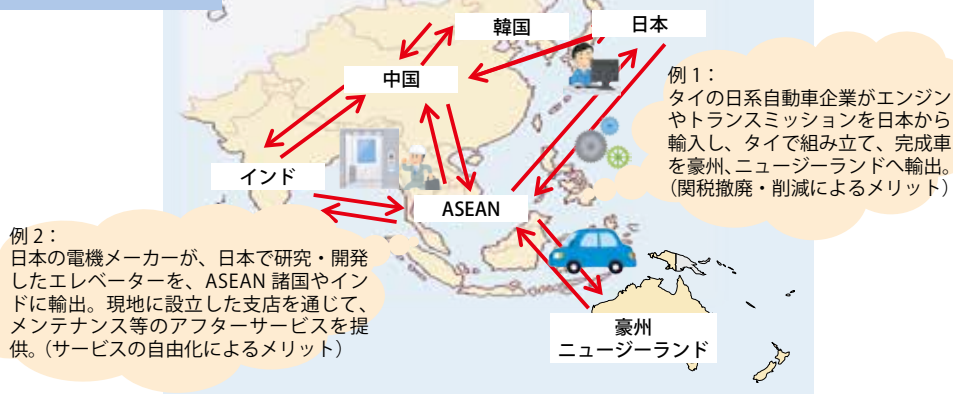 韓国
日本
中国
例1：
タイの日系自動車企業がエンジン
やトランスミッションを日本から
輸入し、タイで組み立て、完成車
を豪州、ニュージーランドへ輸出。
（関税撤廃・削減によるメリット）
インド
ASEAN
例2：
日本の電機メーカーが、日本で研究・開発
したエレベーターを、ASEAN 諸国やイン
ドに輸出。現地に設立した支店を通じて、
メンテナンス等のアフターサービスを提
供。（サービスの自由化によるメリット）
豪州
ニュージーランド